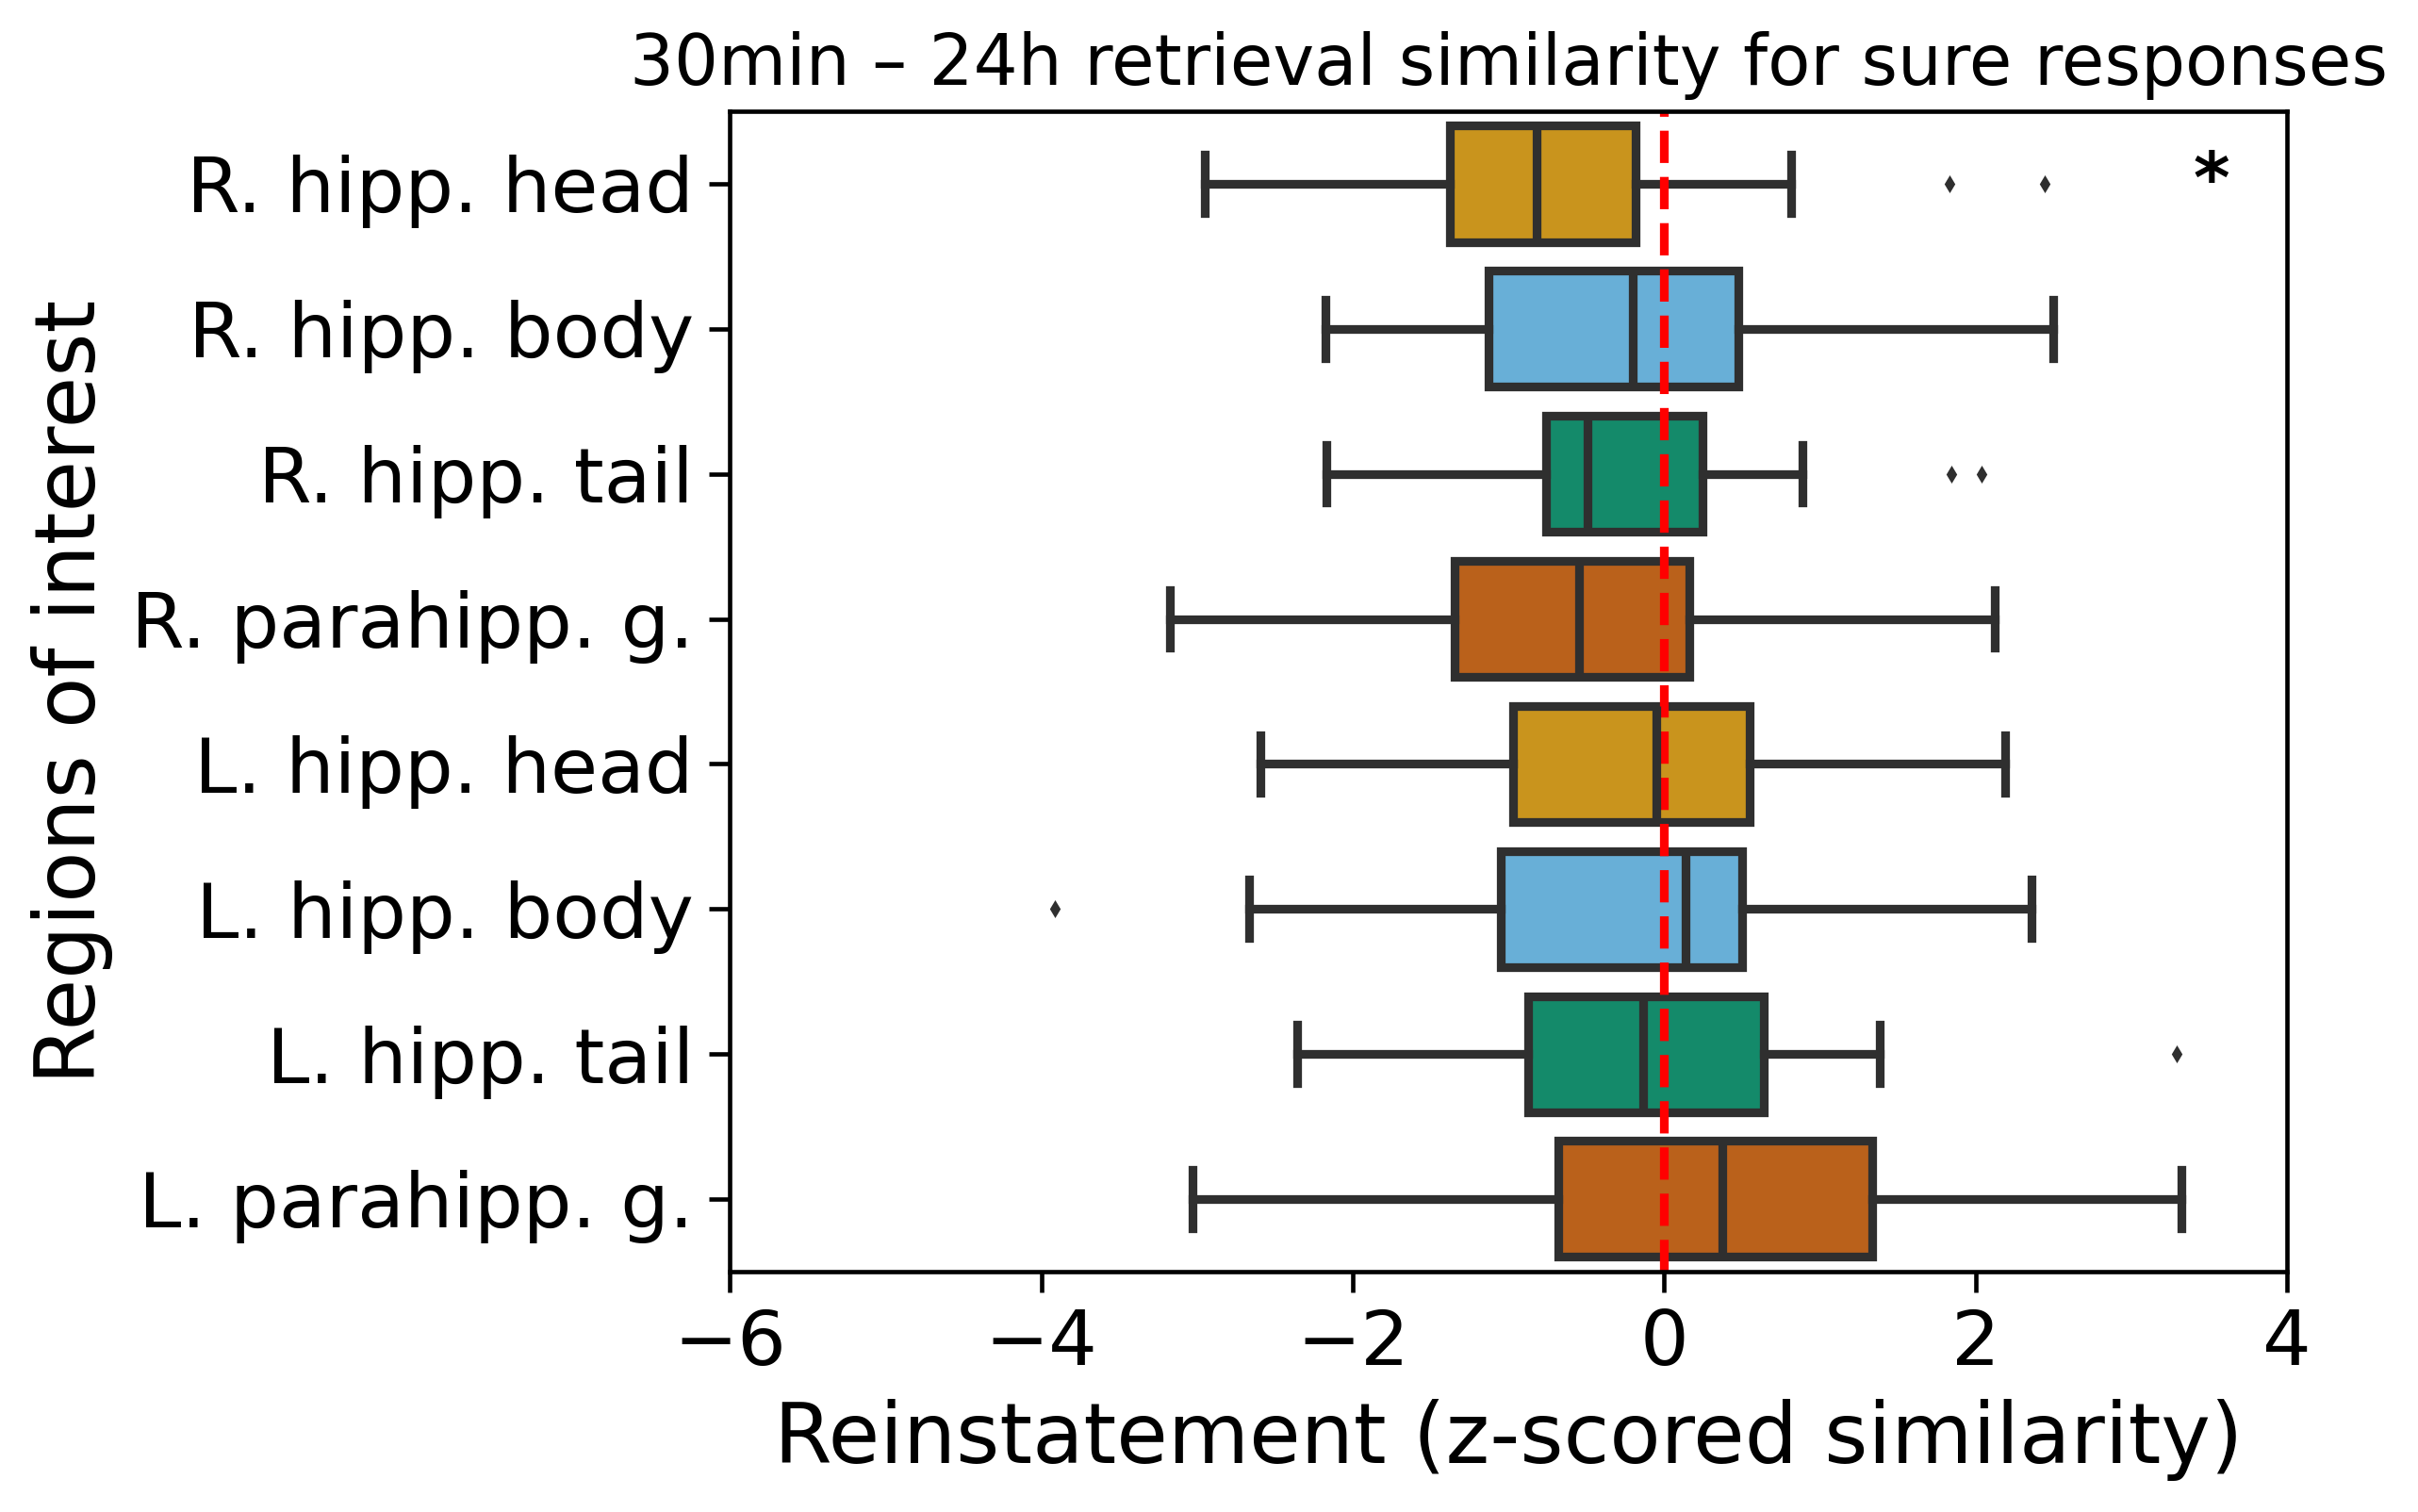 30min – 24h retrieval similarity for sure responses
R. hipp. head
*
R. hipp. body
R. hipp. tail
R. parahipp. g.
L. hipp. head
L. hipp. body
L. hipp. tail
L. parahipp. g.
Regions of interest
−6 −4 −2 0 2 4
Reinstatement (z-scored similarity)